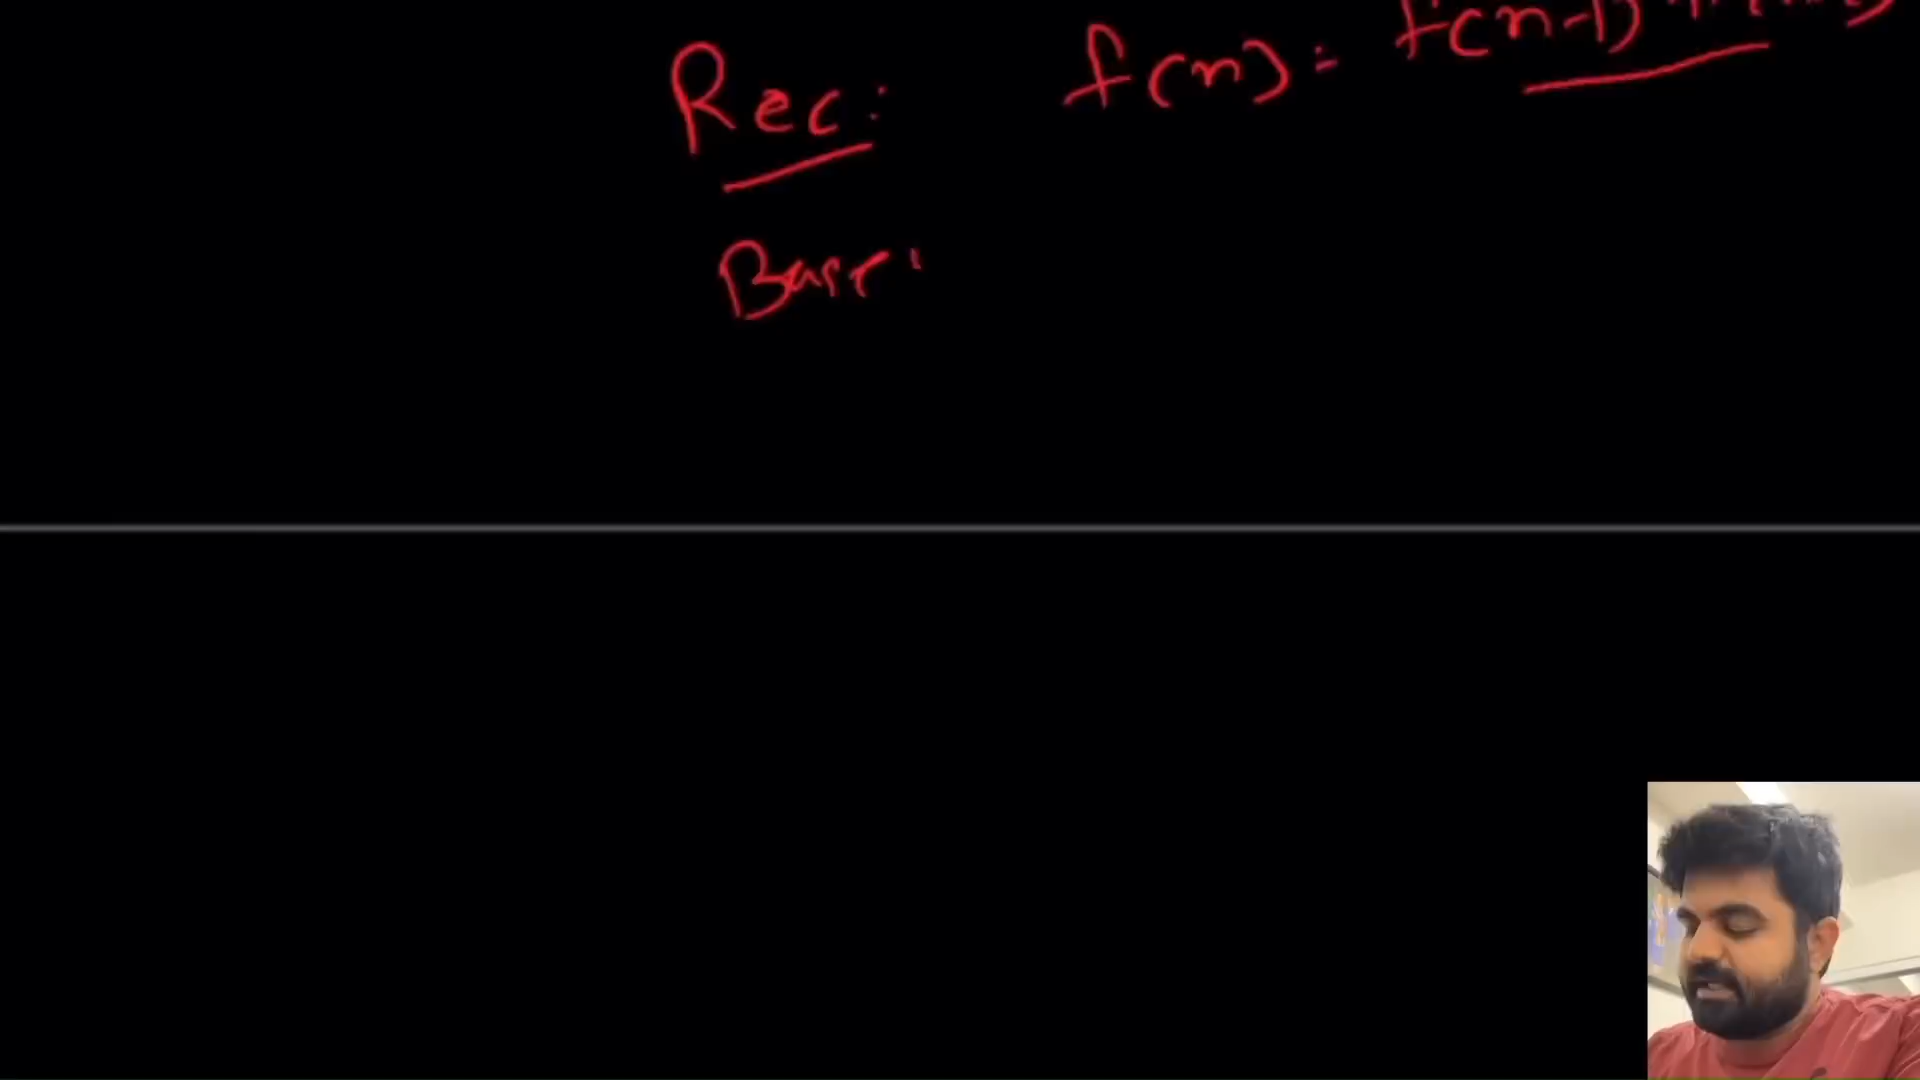 Rec: f(n) = f(n-1)
Base: